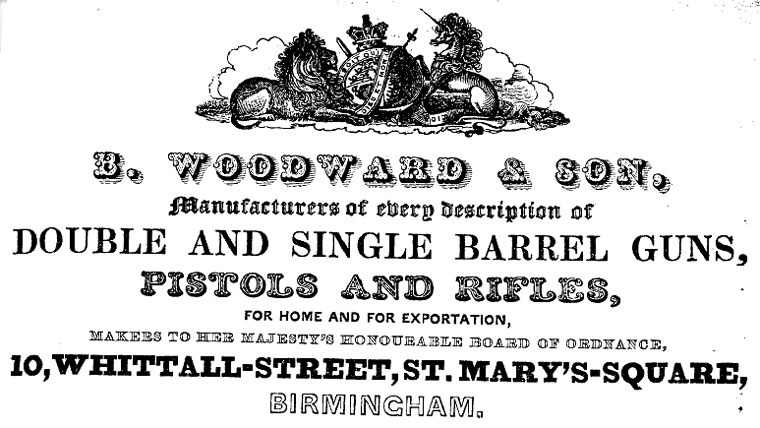 B. WOODWARD & SON,
Manufacturers of every description of
DOUBLE AND SINGLE BARREL GUNS,
PISTOLS AND RIFLES,
FOR HOME AND FOR EXPORTATION,
MAKERS TO HER MAJESTY'S HONOURABLE BOARD OF ORDNANCE,
10, WHITTALL-STREET, ST. MARY'S-SQUARE,
BIRMINGHAM.